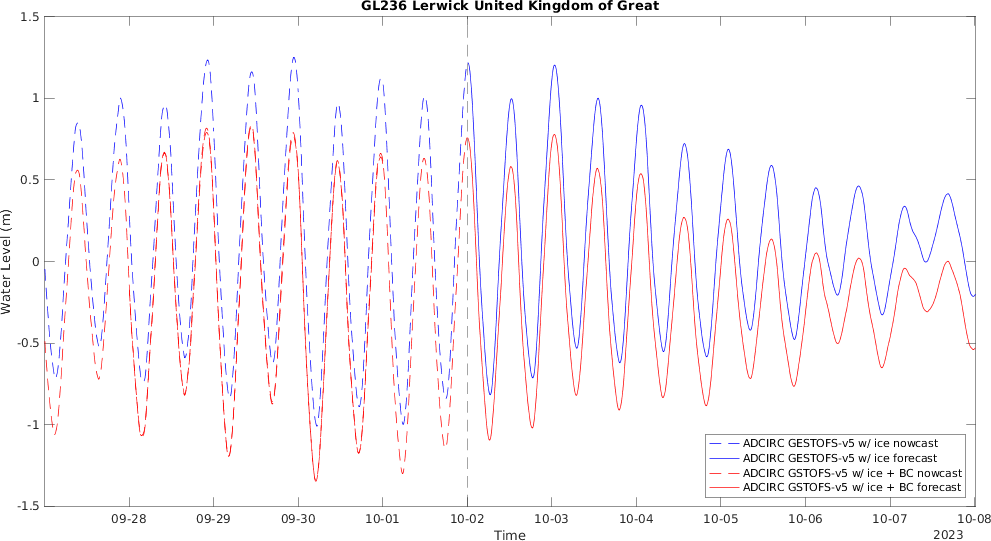 GL236 Lerwick United Kingdom of Great
1.5
1
0.5
0
-0.5
-1
-1.5
Water Level (m)
09-28 09-29 09-30 10-01 10-02 10-03 10-04 10-05 10-06 10-07 10-08
Time
2023
ADCIRC GESTOFS-v5 w/ ice nowcast
ADCIRC GESTOFS-v5 w/ ice forecast
ADCIRC GSTOFS-v5 w/ ice + BC nowcast
ADCIRC GSTOFS-v5 w/ ice + BC forecast